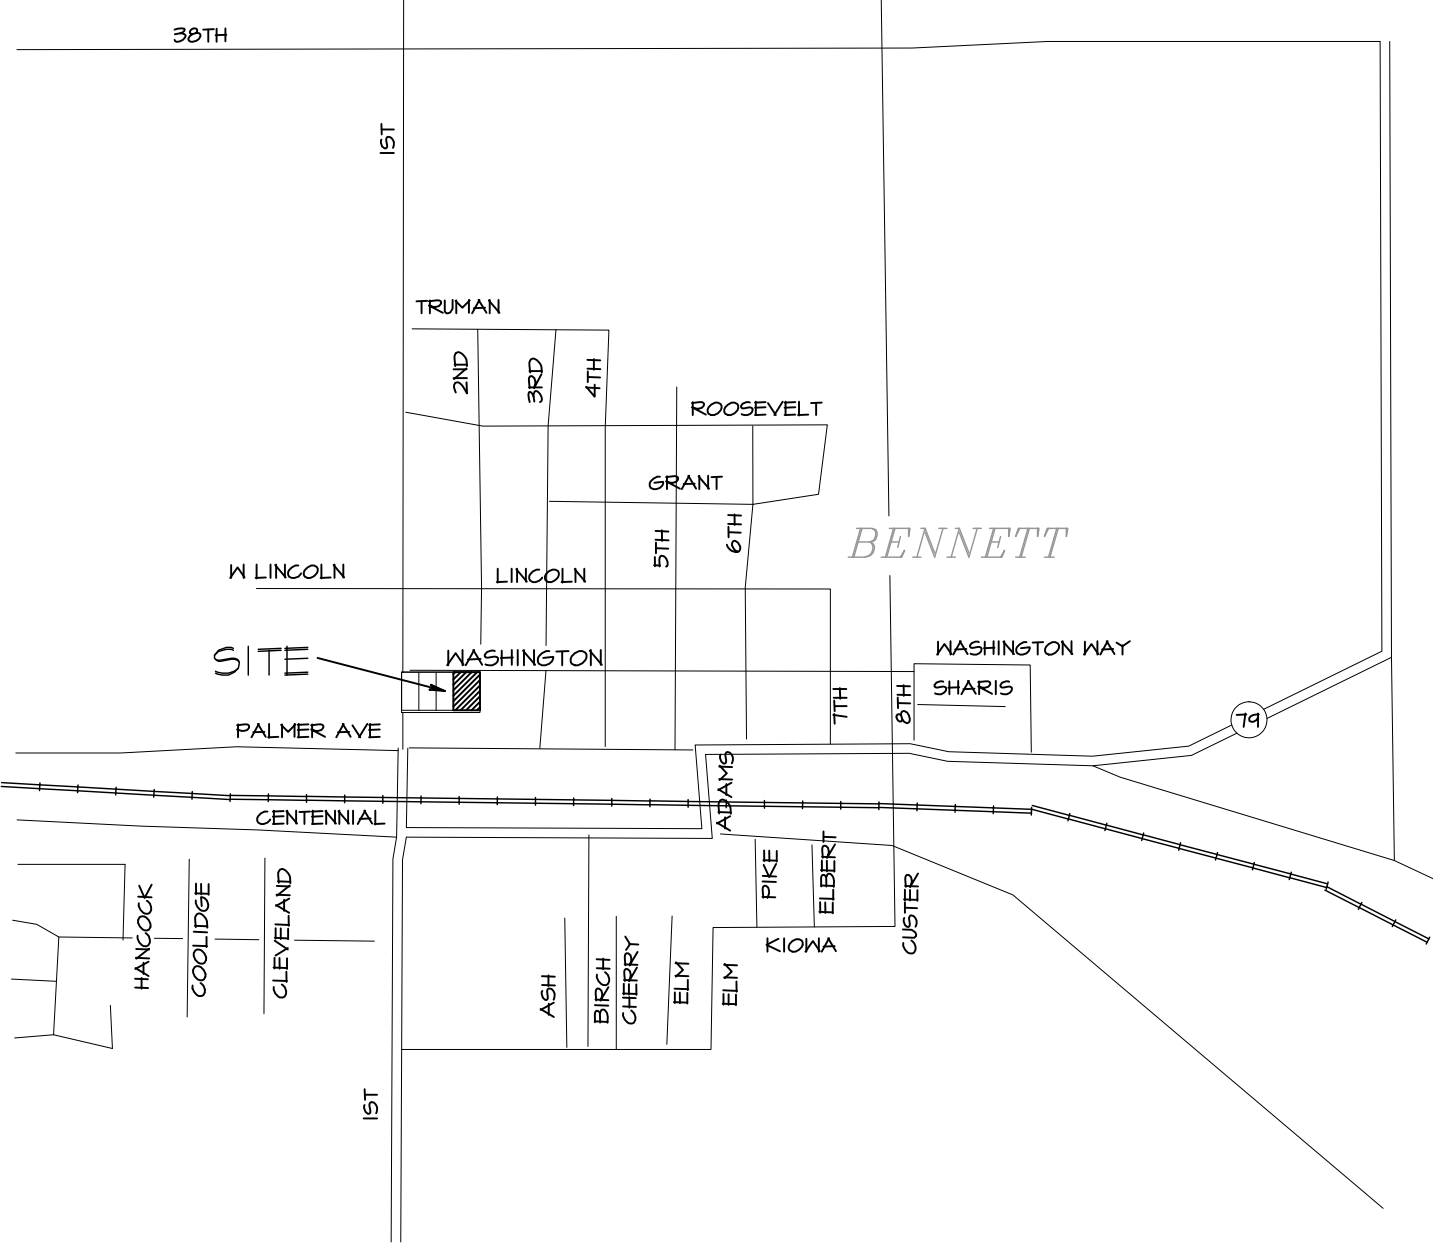 38TH
1ST
TRUMAN
2ND
3RD
4TH
ROOSEVELT
GRANT
5TH
6TH
BENNETT
W LINCOLN
LINCOLN
SITE
WASHINGTON
WASHINGTON WAY
SHARIS
7TH
8TH
79
PALMER AVE
ADAMS
CENTENNIAL
PIKE
ELBERT
CUSTER
HANCOCK
COOLIDGE
CLEVELAND
KIOWA
ASH
BIRCH
CHERRY
ELM
ELM
1ST